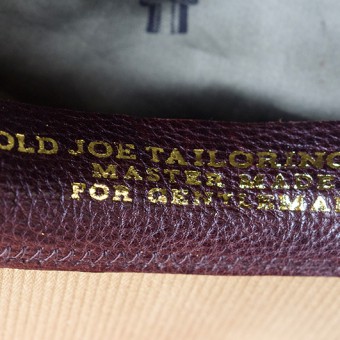 OLD JOE TAILORING
MASTER MADE
FOR GENTLEMAN